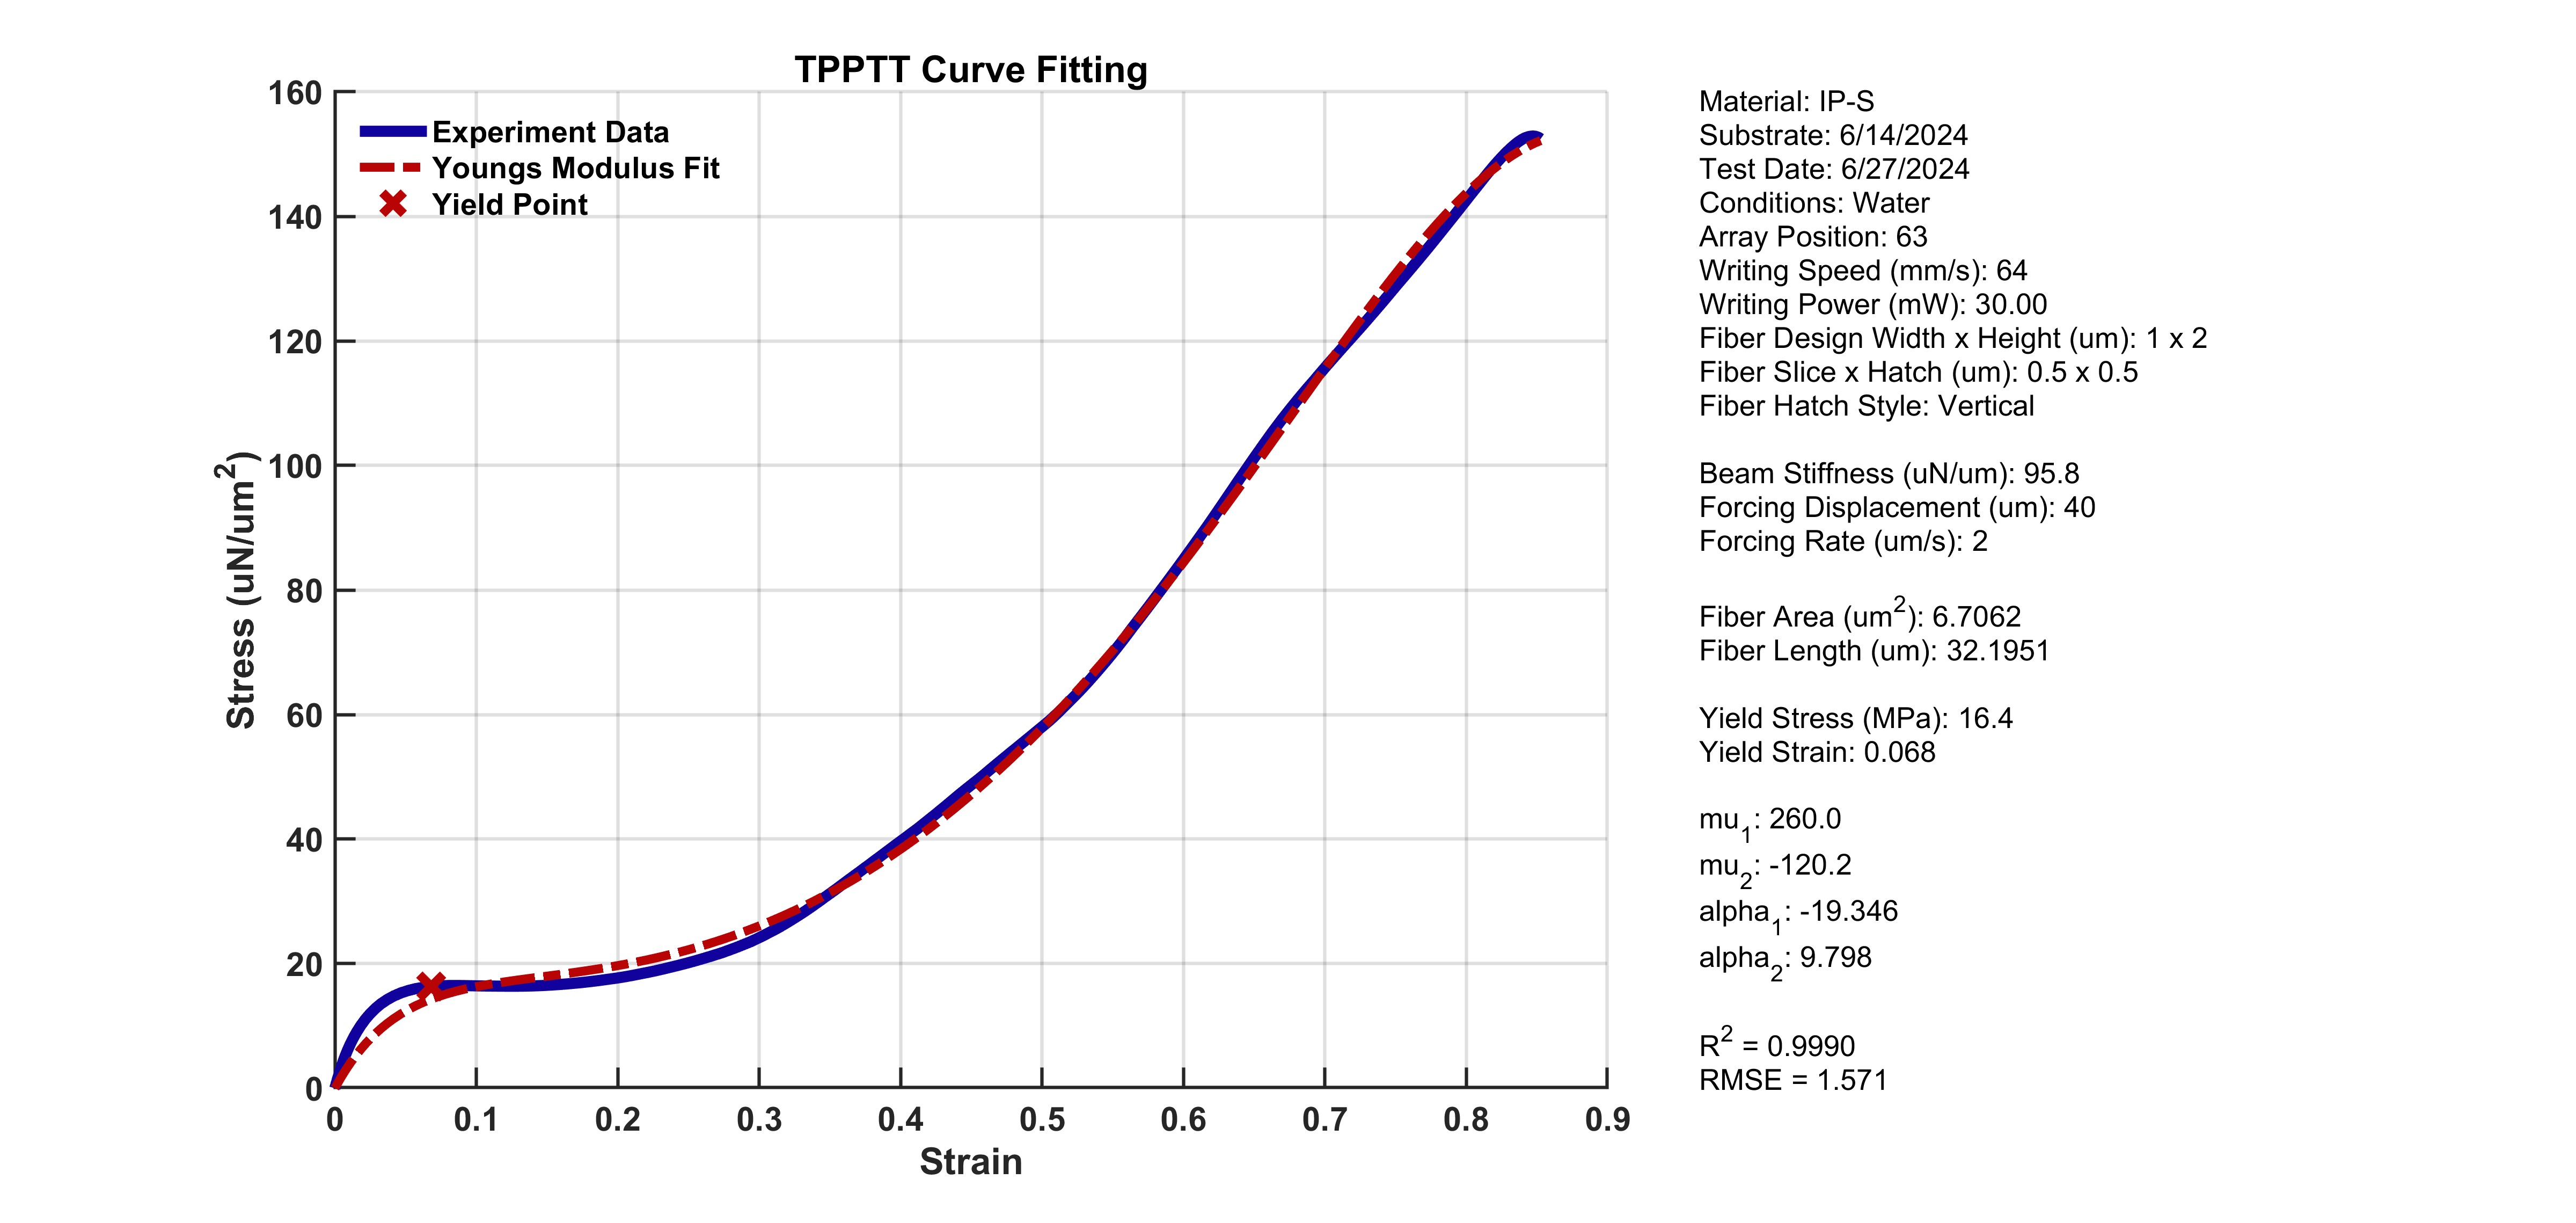 TPPTT Curve Fitting
160
140
120
100
80
60
40
20
0
Stress (uN/um²)
Experiment Data
Youngs Modulus Fit
Yield Point
0 0.1 0.2 0.3 0.4 0.5 0.6 0.7 0.8 0.9
Strain
Material: IP-S
Substrate: 6/14/2024
Test Date: 6/27/2024
Conditions: Water
Array Position: 63
Writing Speed (mm/s): 64
Writing Power (mW): 30.00
Fiber Design Width x Height (um): 1 x 2
Fiber Slice x Hatch (um): 0.5 x 0.5
Fiber Hatch Style: Vertical
Beam Stiffness (uN/um): 95.8
Forcing Displacement (um): 40
Forcing Rate (um/s): 2
Fiber Area (um²): 6.7062
Fiber Length (um): 32.1951
Yield Stress (MPa): 16.4
Yield Strain: 0.068
mu₁: 260.0
mu₂: -120.2
alpha₁: -19.346
alpha₂: 9.798
R² = 0.9990
RMSE = 1.571